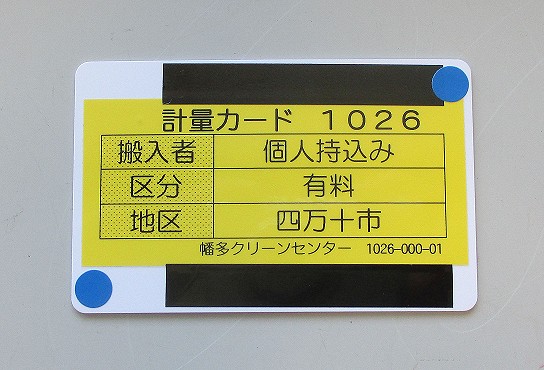 計量カード 1026
搬入者 個人持込み
区分 有料
地区 四万十市
幡多クリーンセンター 1026-000-01